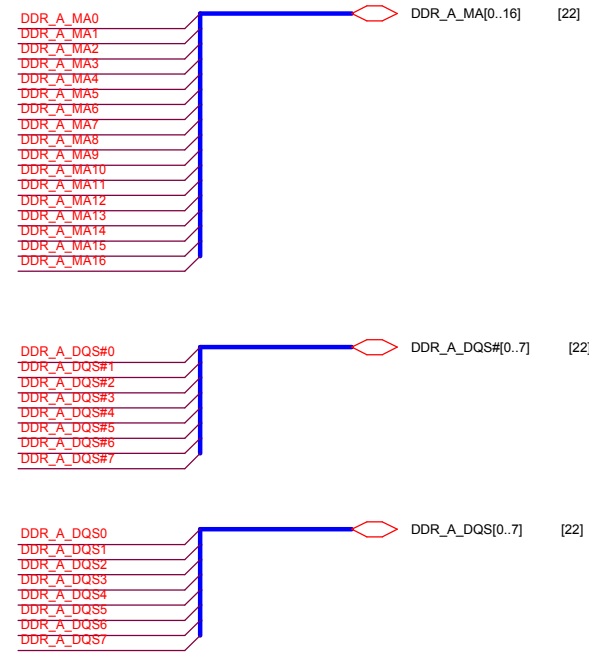 DDR_A_MA0
DDR_A_MA[0..16] [22]
DDR_A_MA1
DDR_A_MA2
DDR_A_MA3
DDR_A_MA4
DDR_A_MA5
DDR_A_MA6
DDR_A_MA7
DDR_A_MA8
DDR_A_MA9
DDR_A_MA10
DDR_A_MA11
DDR_A_MA12
DDR_A_MA13
DDR_A_MA14
DDR_A_MA15
DDR_A_MA16
DDR_A_DQS#0
DDR_A_DQS#[0..7] [22]
DDR_A_DQS#1
DDR_A_DQS#2
DDR_A_DQS#3
DDR_A_DQS#4
DDR_A_DQS#5
DDR_A_DQS#6
DDR_A_DQS#7
DDR_A_DQS0
DDR_A_DQS[0..7] [22]
DDR_A_DQS1
DDR_A_DQS2
DDR_A_DQS3
DDR_A_DQS4
DDR_A_DQS5
DDR_A_DQS6
DDR_A_DQS7